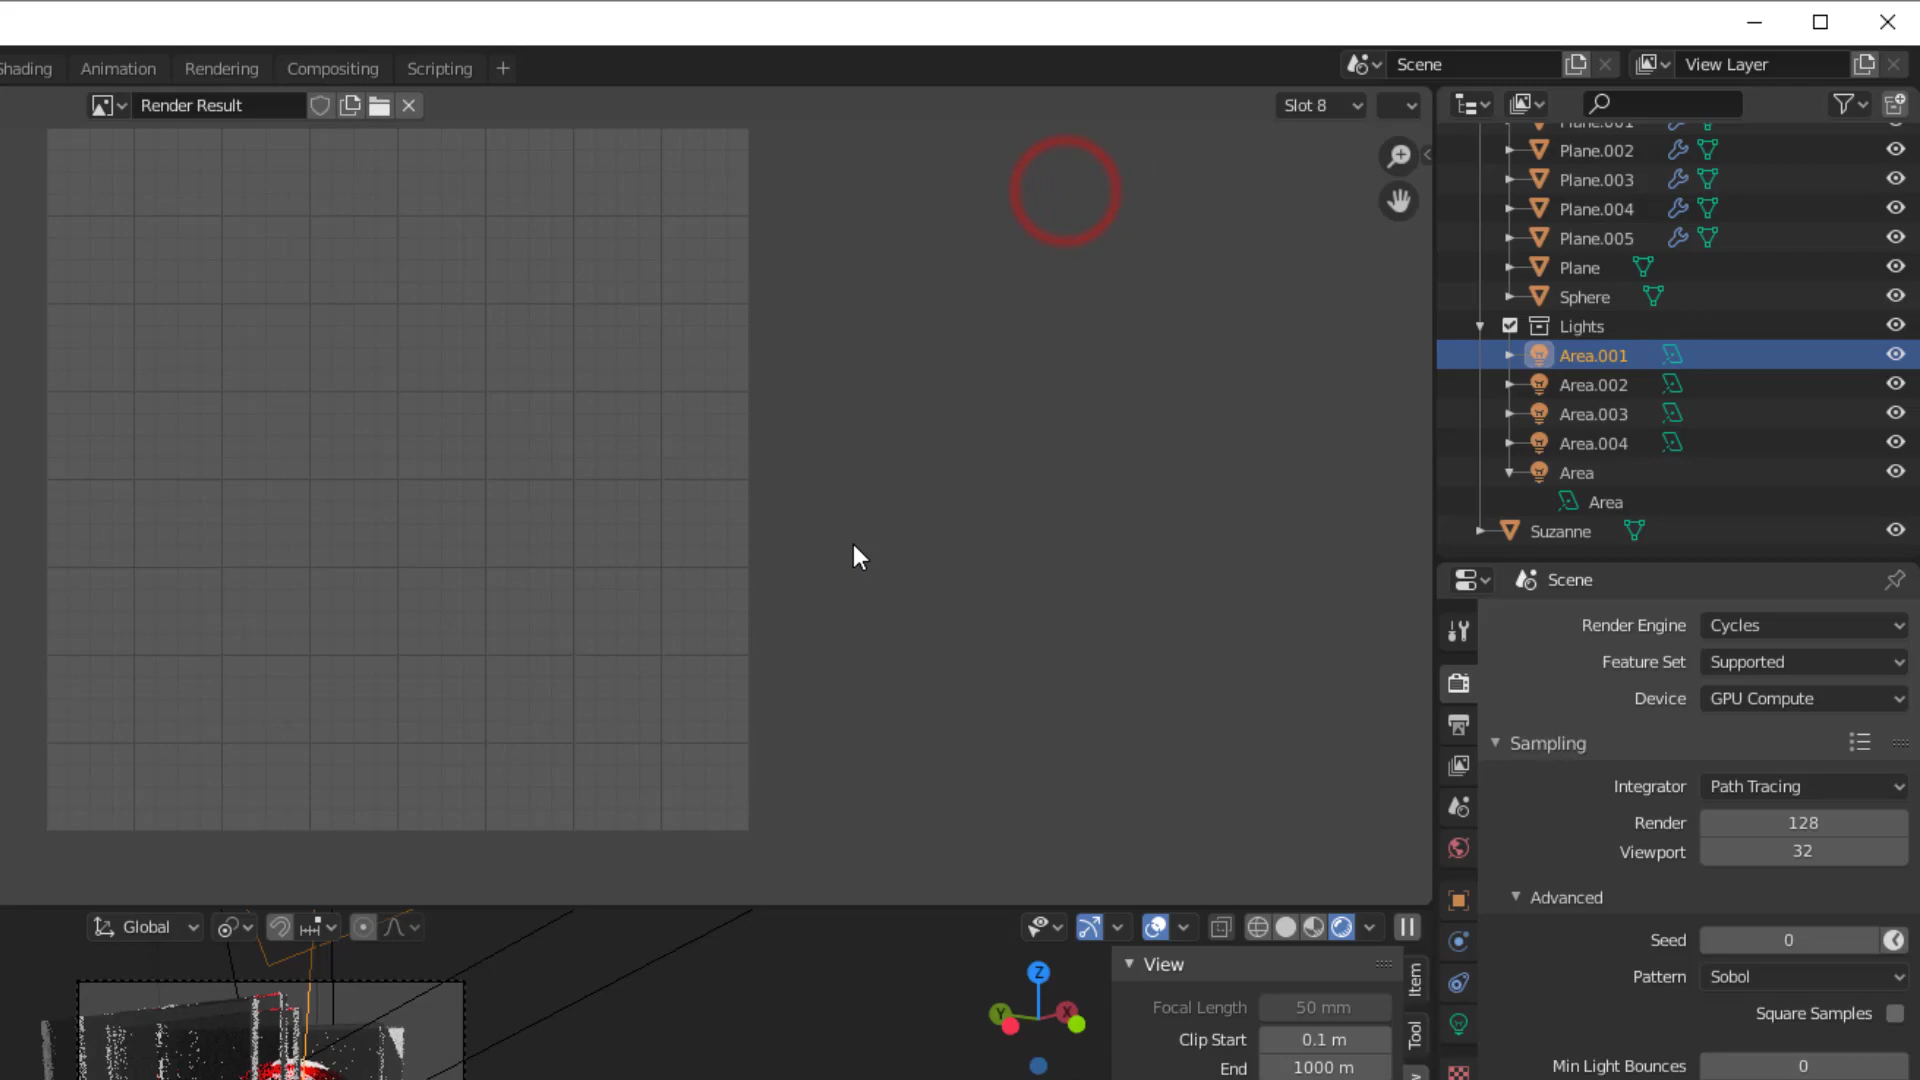 Shading Animation Rendering Compositing Scripting +
Scene
View Layer
Render Result
Slot 8
Plane.001
Plane.002
Plane.003
Plane.004
Plane.005
Plane
Sphere
Lights
Area.001
Area.002
Area.003
Area.004
Area
Area
Suzanne
Scene
Render Engine Cycles
Feature Set Supported
Device GPU Compute
Sampling
Integrator Path Tracing
Render 128
Viewport 32
Advanced
Seed 0
Pattern Sobol
Square Samples
Min Light Bounces 0
Global
Z
Y
X
View
Focal Length 50 mm
Clip Start 0.1 m
End 1000 m
Item
Tool